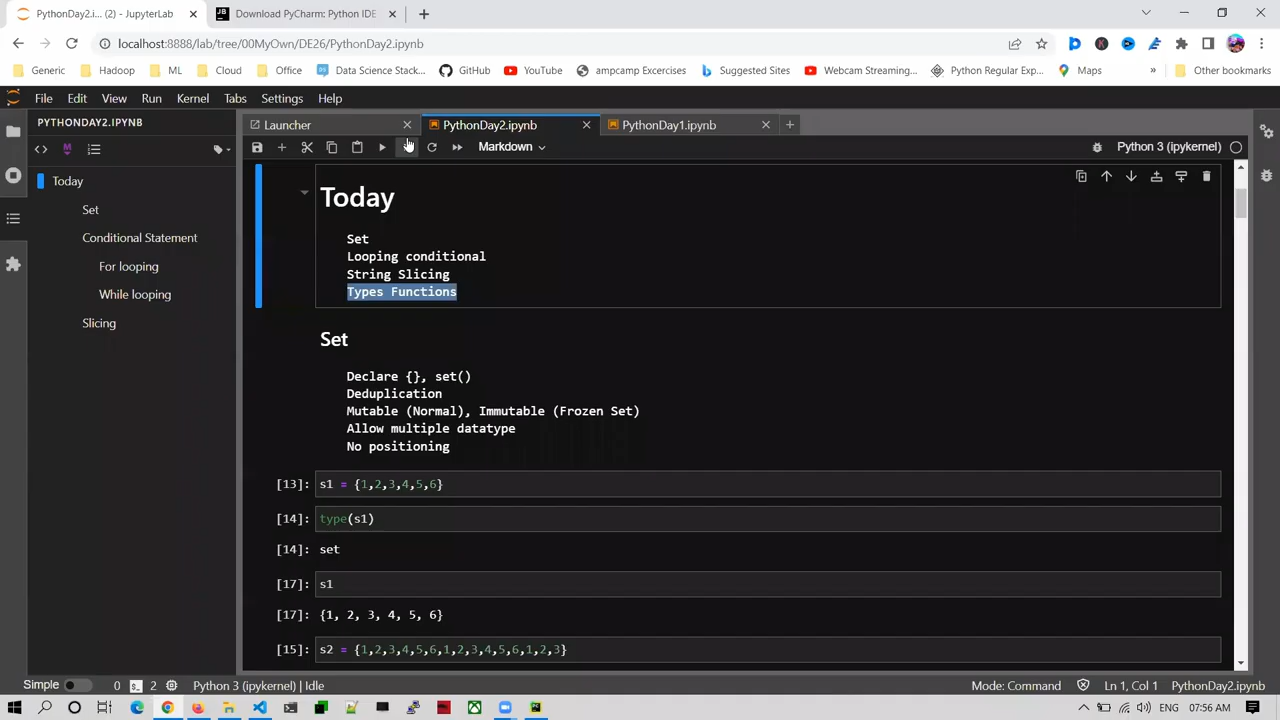 PythonDay2.i... (2) - JupyterLab
Download PyCharm: Python IDE
localhost:8888/lab/tree/00MyOwn/DE26/PythonDay2.ipynb
Generic Hadoop ML Cloud Office Data Science Stack... GitHub YouTube ampcamp Excercises Suggested Sites Webcam Streaming... Python Regular Exp... Maps » Other bookmarks
File Edit View Run Kernel Tabs Settings Help
PYTHONDAY2.IPYNB
Launcher PythonDay2.ipynb PythonDay1.ipynb
Markdown Python 3 (ipykernel)
Today
Set
Conditional Statement
For looping
While looping
Slicing
Today
Set
Looping conditional
String Slicing
Types Functions
Set
Declare {}, set()
Deduplication
Mutable (Normal), Immutable (Frozen Set)
Allow multiple datatype
No positioning
[13]: s1 = {1,2,3,4,5,6}
[14]: type(s1)
[14]: set
[17]: s1
[17]: {1, 2, 3, 4, 5, 6}
[15]: s2 = {1,2,3,4,5,6,1,2,3,4,5,6,1,2,3}
Simple 0 2 Python 3 (ipykernel) | Idle Mode: Command Ln 1, Col 1 PythonDay2.ipynb
ENG 07:56 AM